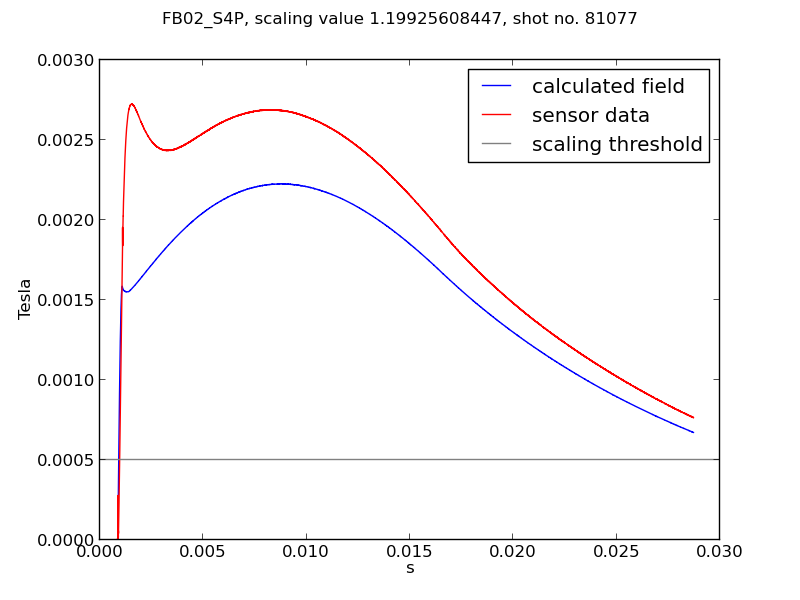 FB02_S4P, scaling value 1.19925608447, shot no. 81077
calculated field
sensor data
scaling threshold
Tesla
0.0030
0.0025
0.0020
0.0015
0.0010
0.0005
0.0000
0.000 0.005 0.010 0.015 0.020 0.025 0.030
s